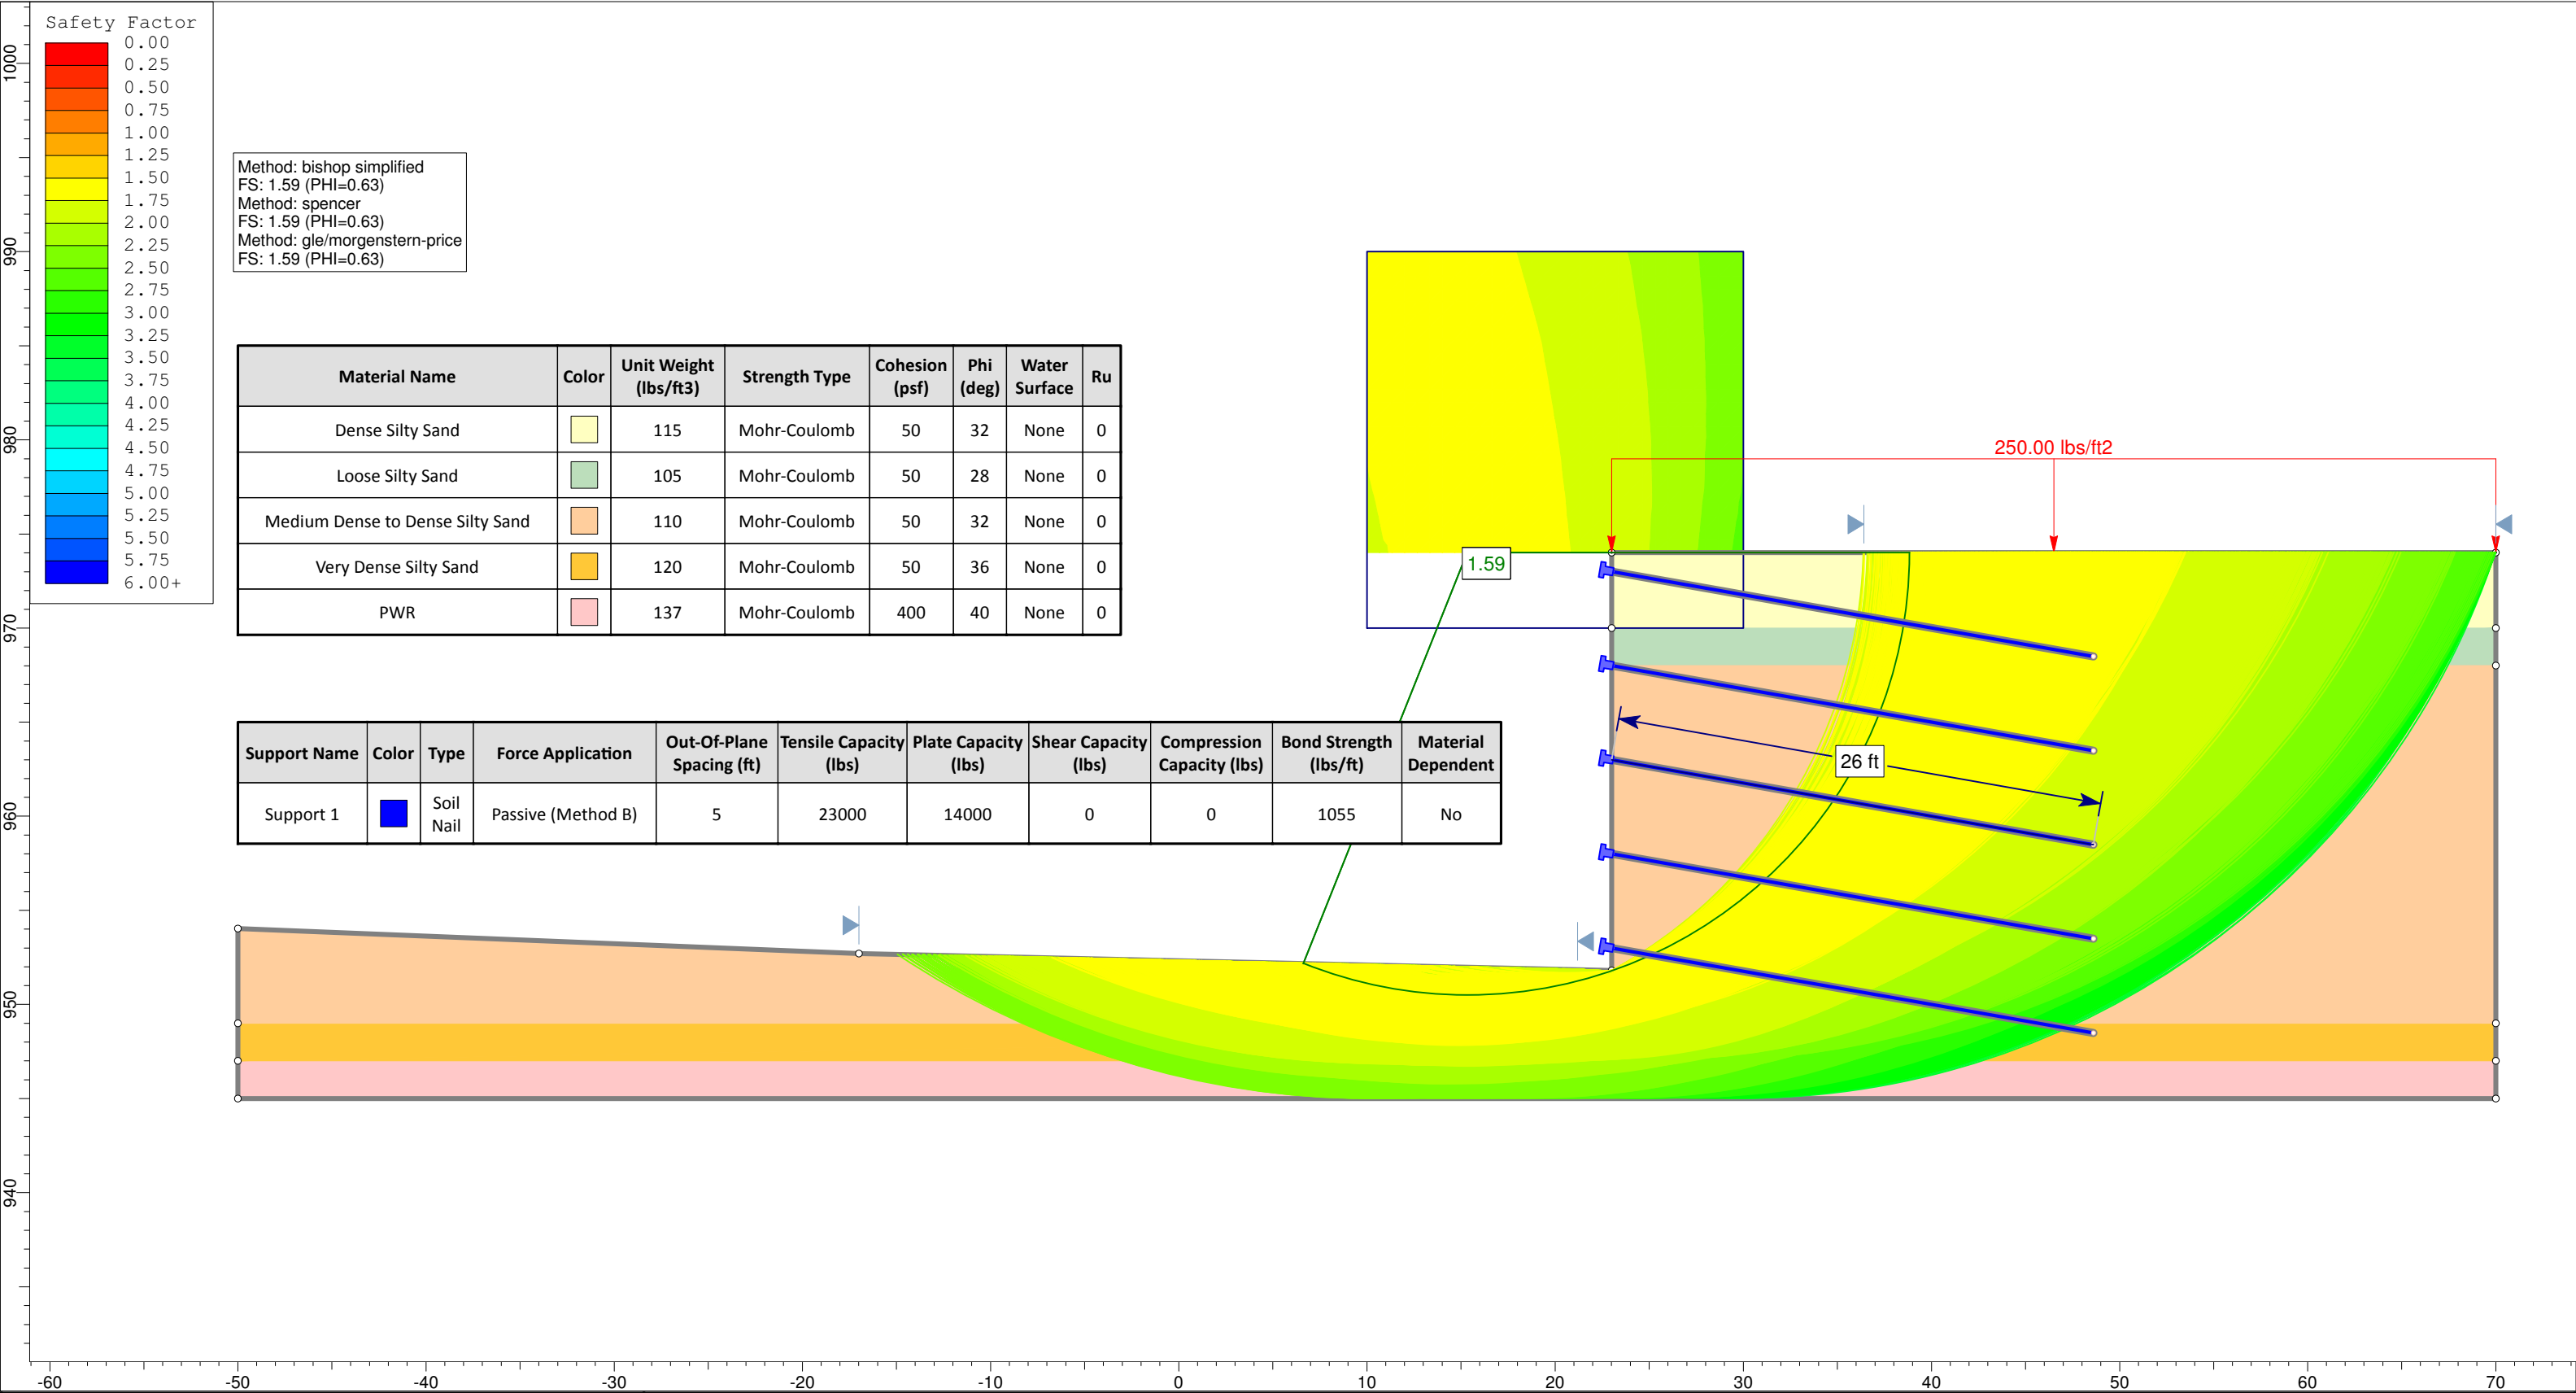 Safety Factor
0.00
0.25
0.50
0.75
1.00
1.25
1.50
1.75
2.00
2.25
2.50
2.75
3.00
3.25
3.50
3.75
4.00
4.25
4.50
4.75
5.00
5.25
5.50
5.75
6.00+
Method: bishop simplified
FS: 1.59 (PHI=0.63)
Method: spencer
FS: 1.59 (PHI=0.63)
Method: gle/morgenstern-price
FS: 1.59 (PHI=0.63)
Material Name Color Unit Weight (lbs/ft3) Strength Type Cohesion (psf) Phi (deg) Water Surface Ru
Dense Silty Sand 115 Mohr-Coulomb 50 32 None 0
Loose Silty Sand 105 Mohr-Coulomb 50 28 None 0
Medium Dense to Dense Silty Sand 110 Mohr-Coulomb 50 32 None 0
Very Dense Silty Sand 120 Mohr-Coulomb 50 36 None 0
PWR 137 Mohr-Coulomb 400 40 None 0
250.00 lbs/ft2
1.59
26 ft
Support Name Color Type Force Application Out-Of-Plane Spacing (ft) Tensile Capacity (lbs) Plate Capacity (lbs) Shear Capacity (lbs) Compression Capacity (lbs) Bond Strength (lbs/ft) Material Dependent
Support 1 Soil Nail Passive (Method B) 5 23000 14000 0 0 1055 No
1000
990
980
970
960
950
940
-60 -50 -40 -30 -20 -10 0 10 20 30 40 50 60 70